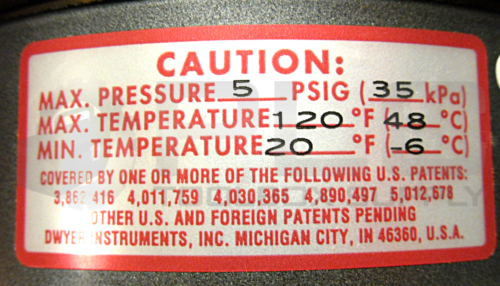 CAUTION:
MAX. PRESSURE 5 PSIG (35 kPa)
MAX. TEMPERATURE 120 °F (48 °C)
MIN. TEMPERATURE 20 °F (-6 °C)
COVERED BY ONE OR MORE OF THE FOLLOWING U.S. PATENTS:
3,862,416 4,011,759 4,030,365 4,890,497 5,012,678
OTHER U.S. AND FOREIGN PATENTS PENDING
DWYER INSTRUMENTS, INC. MICHIGAN CITY, IN 46360, U.S.A.